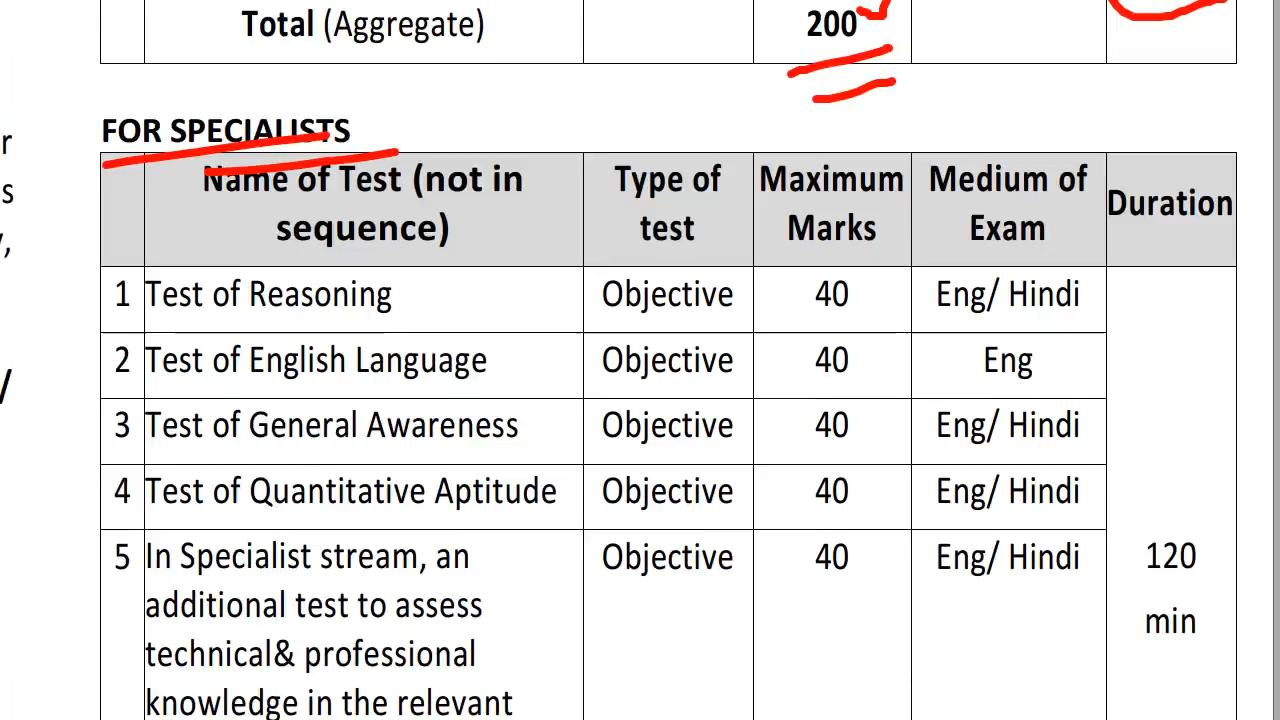 Total (Aggregate) 200
FOR SPECIALISTS
Name of Test (not in sequence) Type of test Maximum Marks Medium of Exam Duration
1 Test of Reasoning Objective 40 Eng/ Hindi
2 Test of English Language Objective 40 Eng
3 Test of General Awareness Objective 40 Eng/ Hindi
4 Test of Quantitative Aptitude Objective 40 Eng/ Hindi
5 In Specialist stream, an Objective 40 Eng/ Hindi 120
additional test to assess
min
technical& professional
knowledge in the relevant
r
s
y,
/